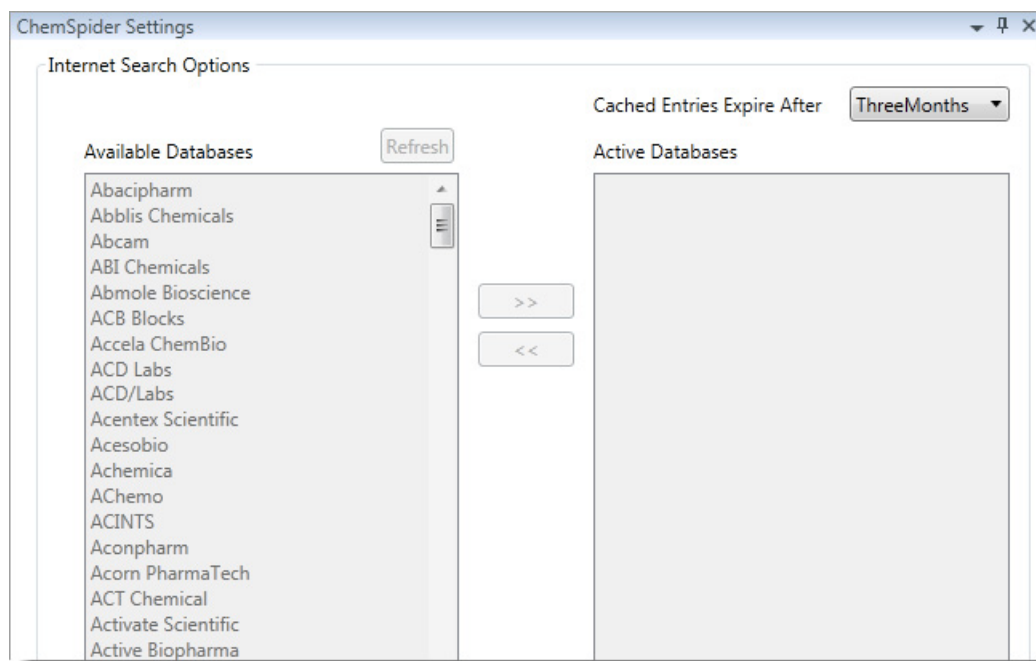 ChemSpider Settings
Internet Search Options
Cached Entries Expire After ThreeMonths
Available Databases Refresh Active Databases
Abacipharm
Abblis Chemicals
Abcam
ABI Chemicals
Abmole Bioscience
>>
ACB Blocks
Accela ChemBio
<<
ACD Labs
ACD/Labs
Acentex Scientific
Acesobio
Achemica
AChemo
ACINTS
Aconpharm
Acorn PharmaTech
ACT Chemical
Activate Scientific
Active Biopharma